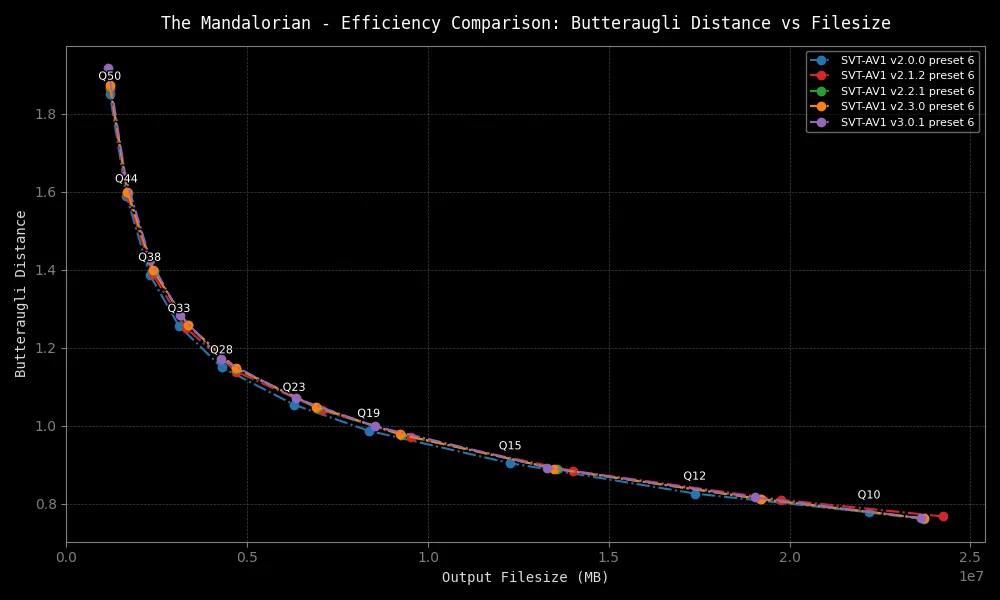 The Mandalorian - Efficiency Comparison: Butteraugli Distance vs Filesize
SVT-AV1 v2.0.0 preset 6
SVT-AV1 v2.1.2 preset 6
SVT-AV1 v2.2.1 preset 6
SVT-AV1 v2.3.0 preset 6
SVT-AV1 v3.0.1 preset 6
Butteraugli Distance
1.8
1.6
1.4
1.2
1.0
0.8
Q50
Q44
Q38
Q33
Q28
Q23
Q19
Q15
Q12
Q10
0.0
0.5
1.0
1.5
2.0
2.5
1e7
Output Filesize (MB)